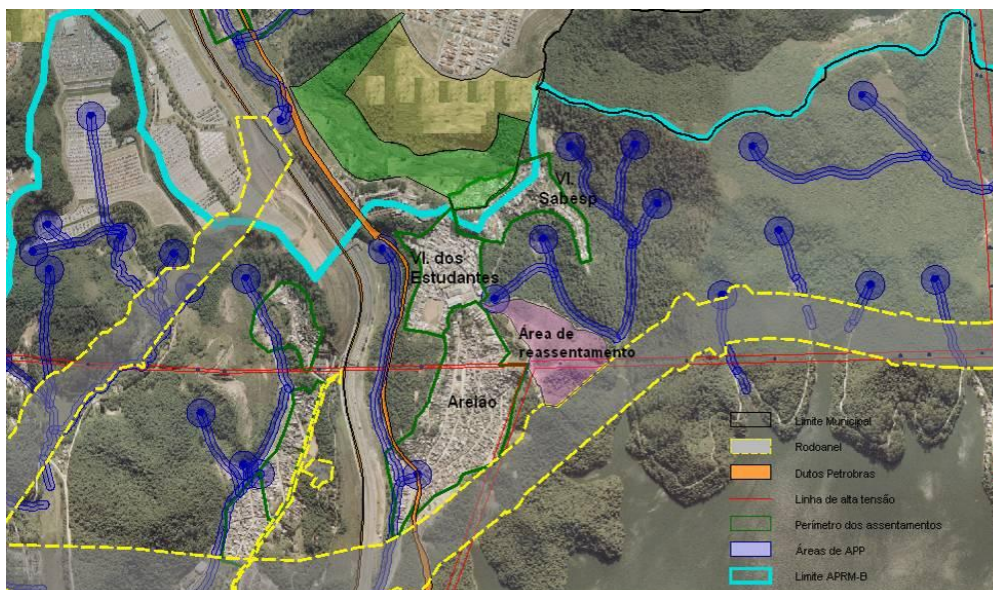 Vl.
Sabesp
Vl. dos
Estudantes
Área de
reassentamento
Areião
Limite Municipal
Rodoanel
Dutos Petrobras
Linha de alta tensão
Perímetro dos assentamentos
Áreas de APP
Limite APRM-B